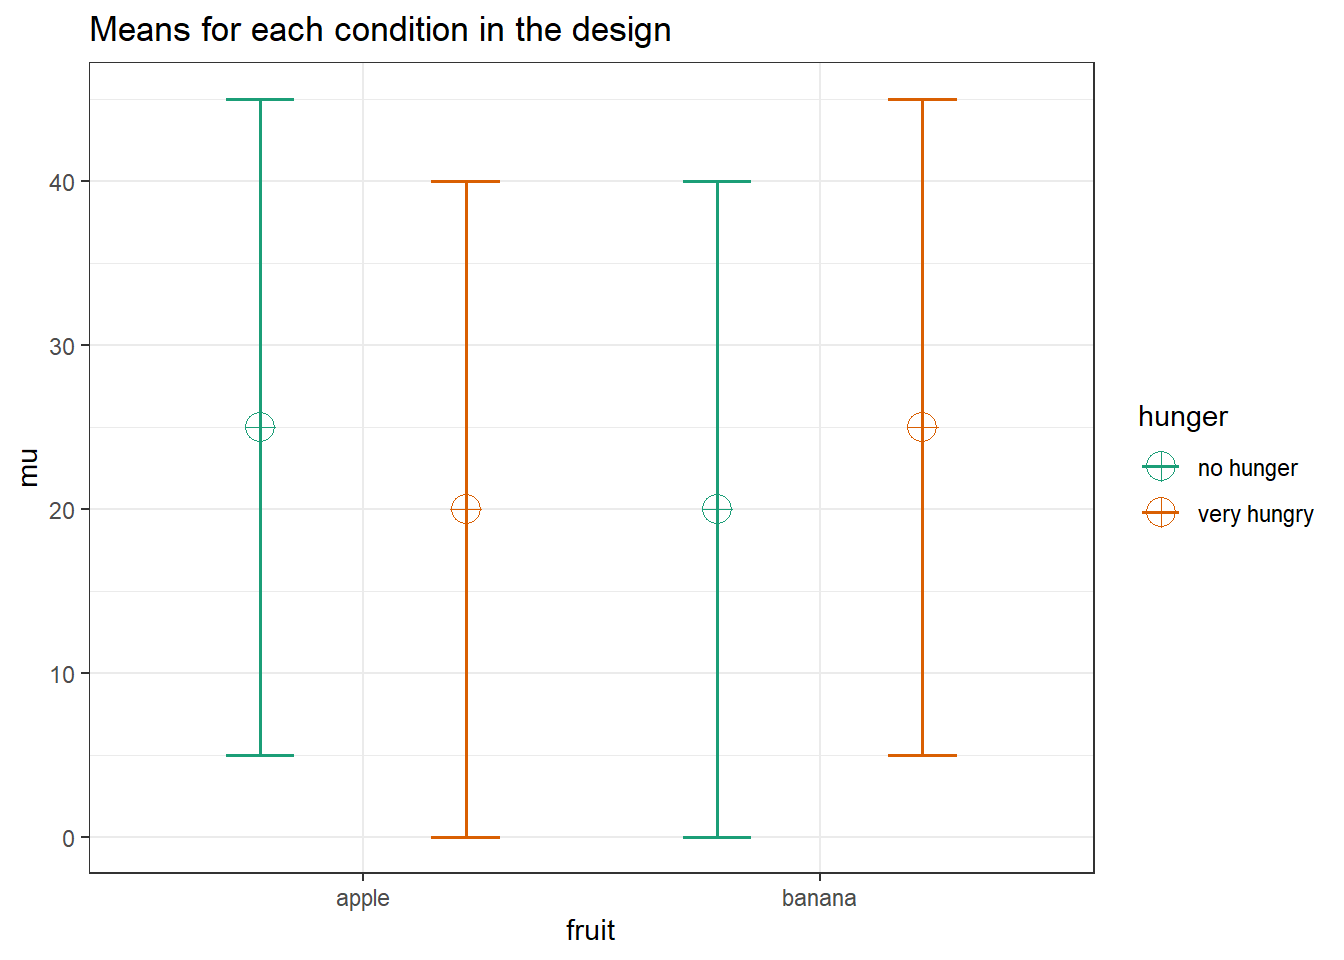 Means for each condition in the design
mu
40
30
20
10
0
apple
banana
fruit
hunger
no hunger
very hungry